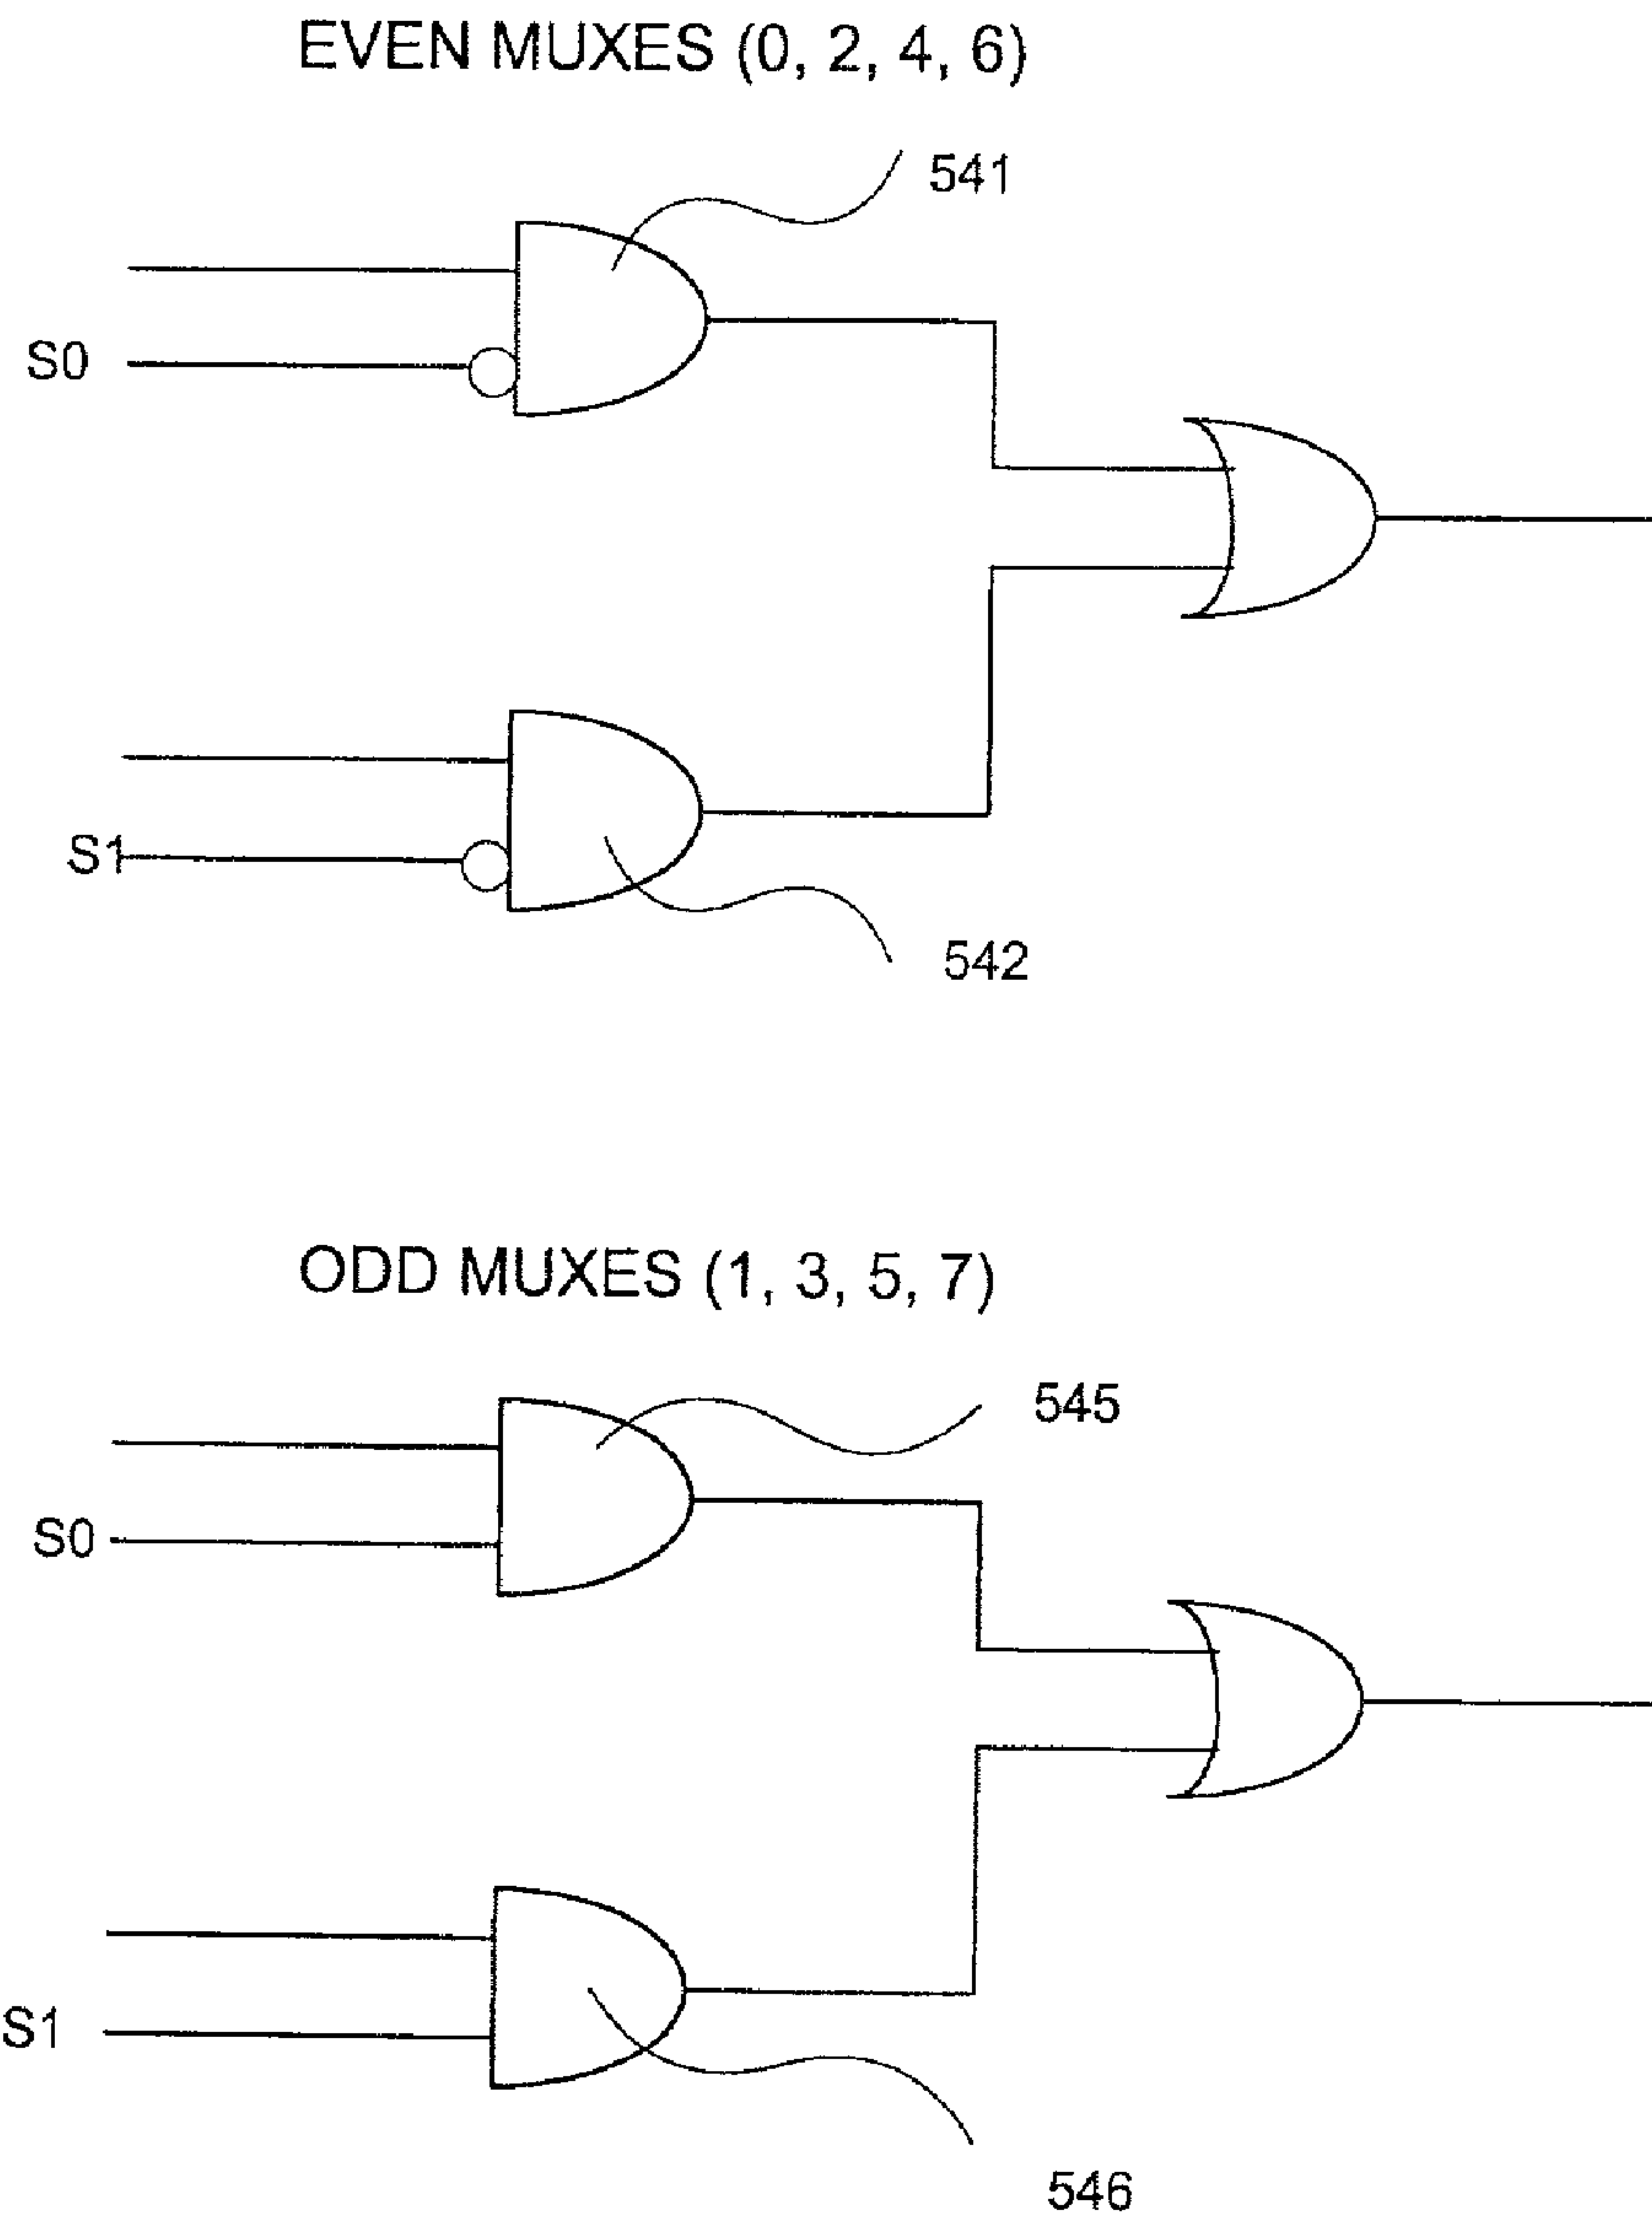 EVEN MUXES (0, 2, 4, 6)
541
S0
S1
542
ODD MUXES (1, 3, 5, 7)
545
S0
S1
546